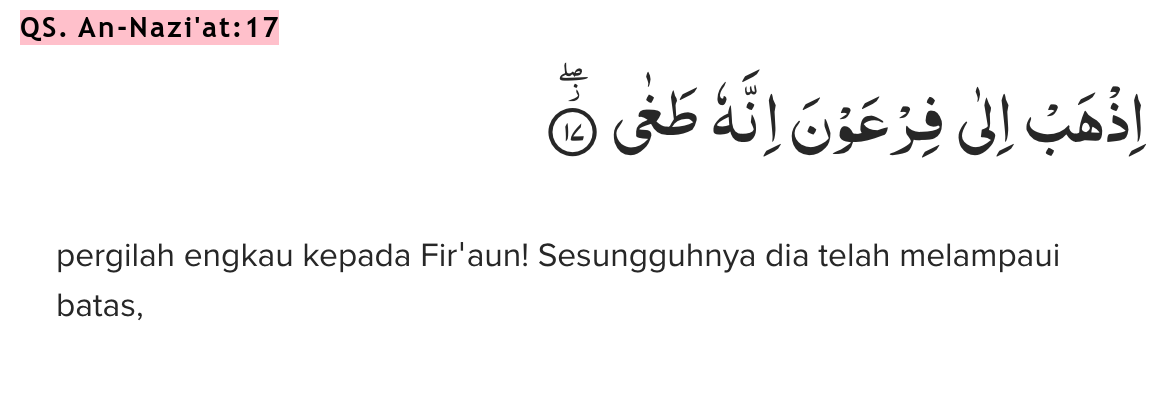 QS. An-Nazi'at:17
اِذْهَبْ اِلٰى فِرْعَوْنَ اِنَّهٗ طَغٰىۖ ز ١٧
pergilah engkau kepada Fir'aun! Sesungguhnya dia telah melampaui
batas,